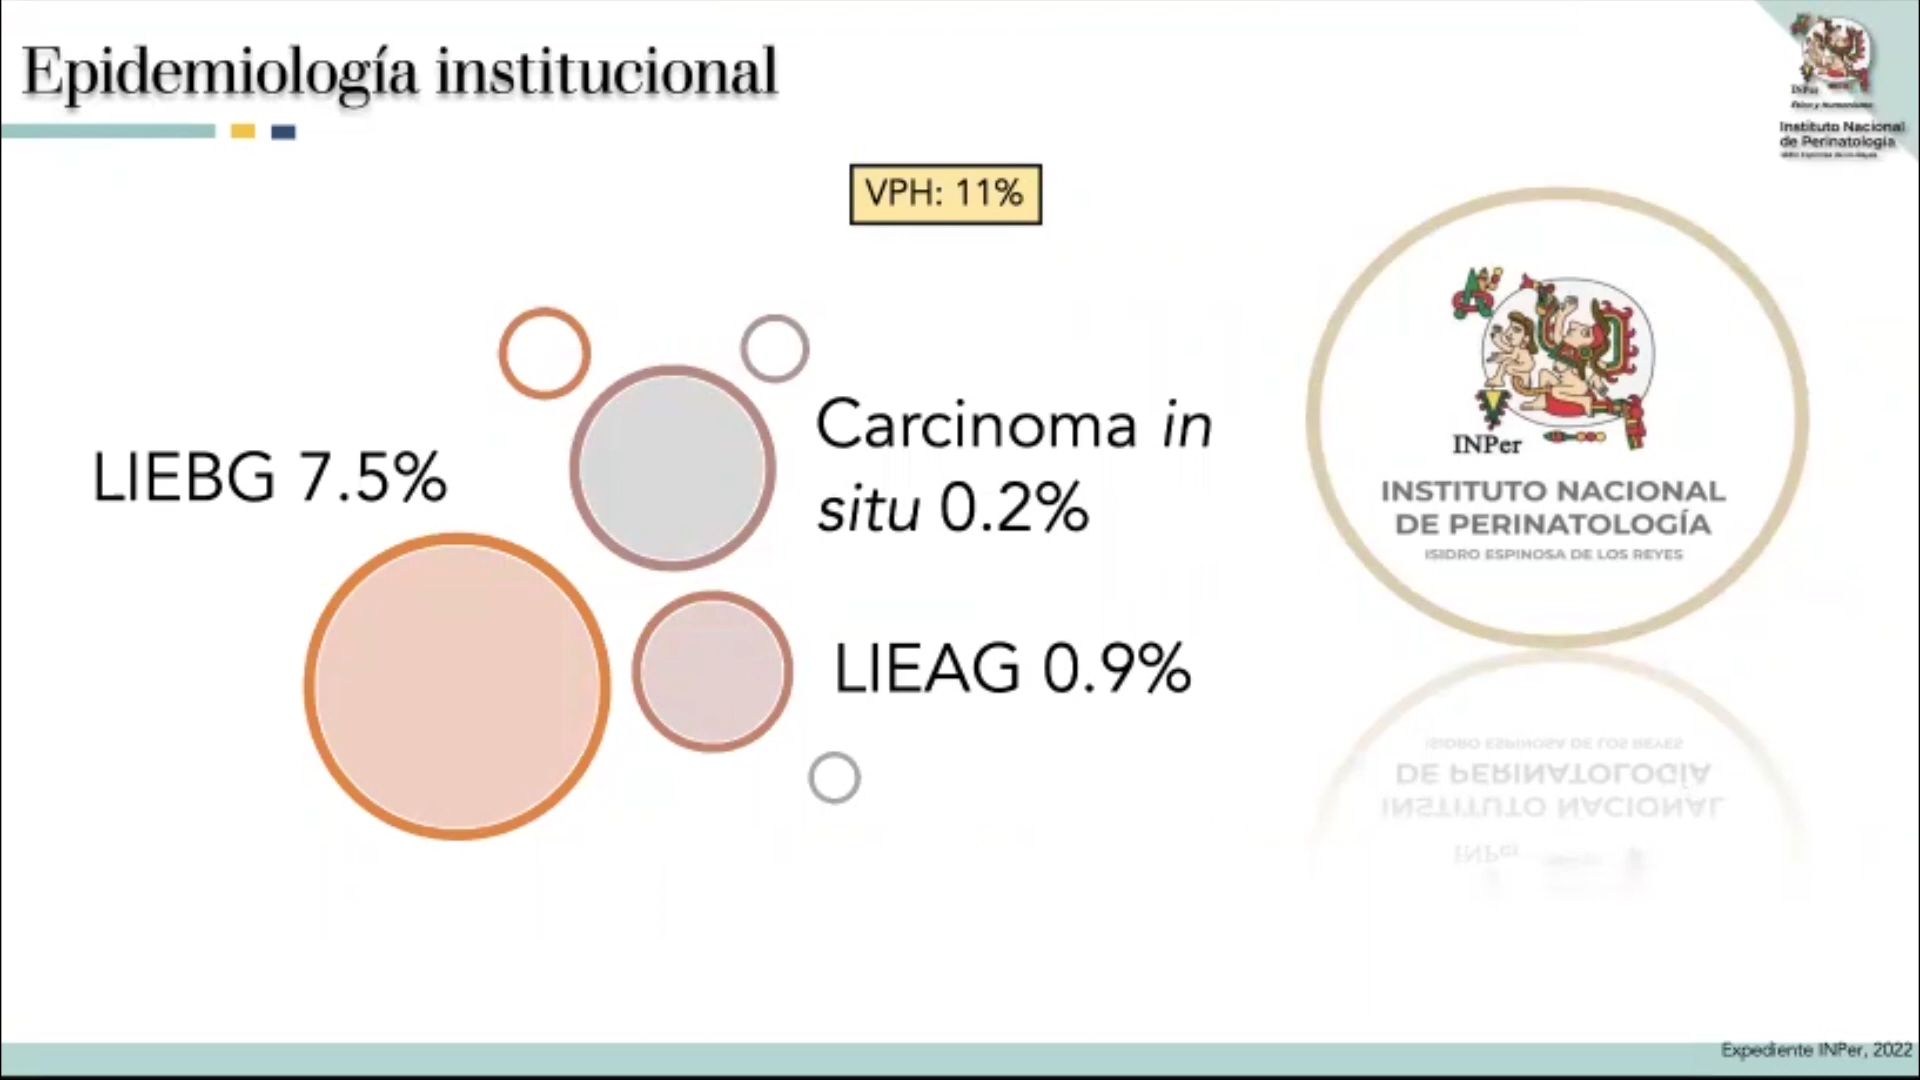 Epidemiología institucional
INPer
Instituto Nacional
de Perinatología
VPH: 11%
INPer
INSTITUTO NACIONAL
DE PERINATOLOGÍA
ISIDRO ESPINOSA DE LOS REYES
Carcinoma in
situ 0.2%
LIEBG 7.5%
LIEAG 0.9%
Expediente INPer, 2022